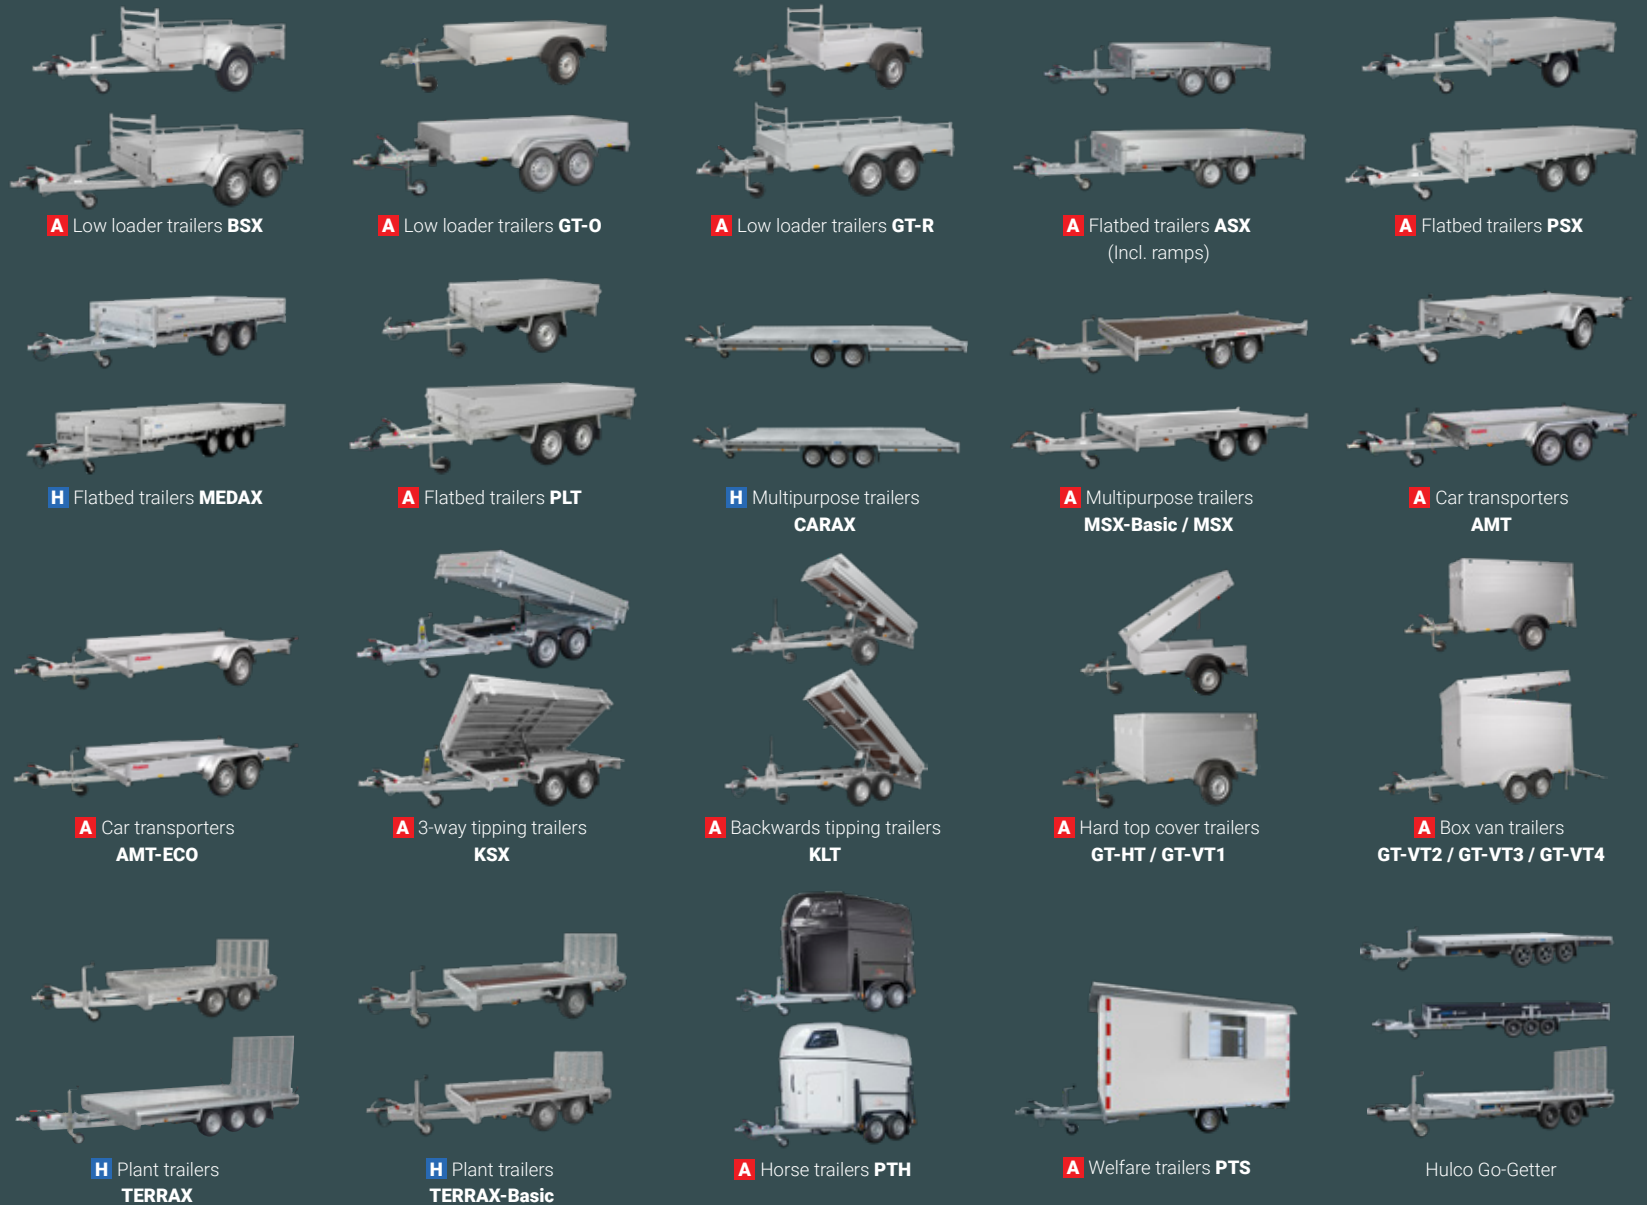 A Low loader trailers BSX
A Low loader trailers GT-O
A Low loader trailers GT-R
A Flatbed trailers ASX
(Incl. ramps)
A Flatbed trailers PSX
H Flatbed trailers MEDAX
A Flatbed trailers PLT
H Multipurpose trailers
CARAX
A Multipurpose trailers
MSX-Basic / MSX
A Car transporters
AMT
A Car transporters
AMT-ECO
A 3-way tipping trailers
KSX
A Backwards tipping trailers
KLT
A Hard top cover trailers
GT-HT / GT-VT1
A Box van trailers
GT-VT2 / GT-VT3 / GT-VT4
H Plant trailers
TERRAX
H Plant trailers
TERRAX-Basic
A Horse trailers PTH
A Welfare trailers PTS
Hulco Go-Getter